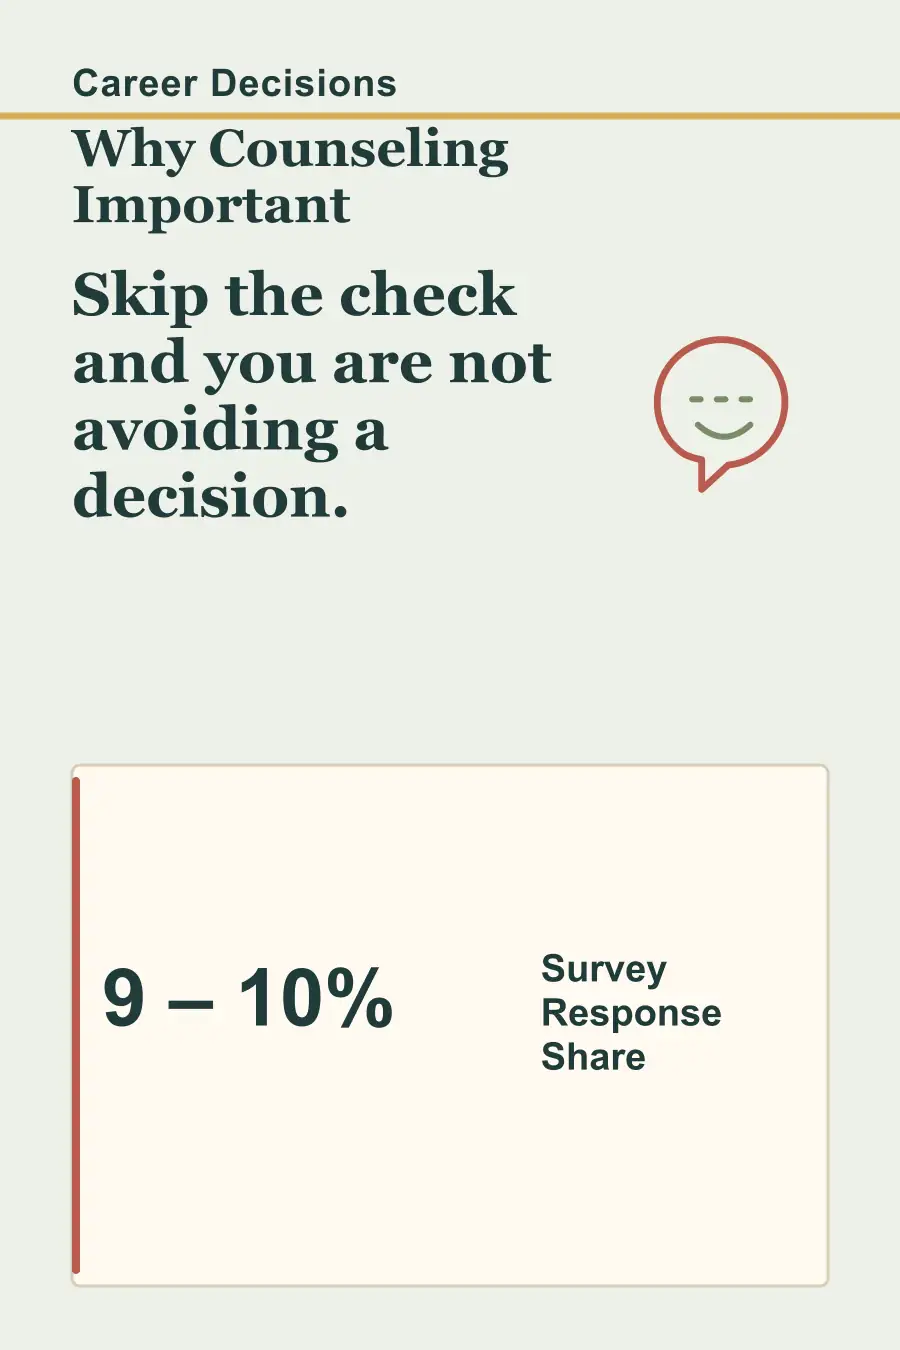 Career Decisions
Why Counseling
Important
Skip the check
and you are not
avoiding a
decision.
9 – 10%
Survey
Response
Share